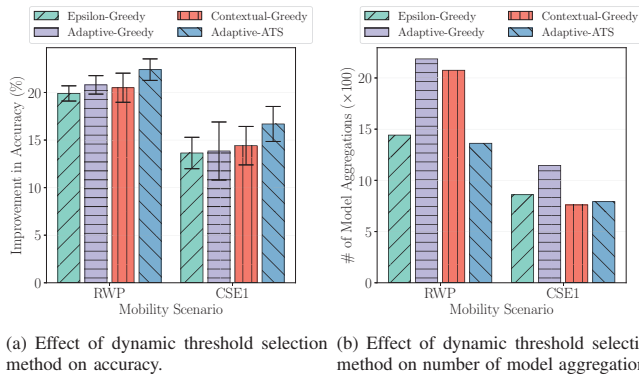 Epsilon-Greedy
Contextual-Greedy
Adaptive-Greedy
Adaptive-ATS
Improvement in Accuracy (%)
20
15
10
5
0
RWP
CSE1
Mobility Scenario
(a) Effect of dynamic threshold selection
method on accuracy.
Epsilon-Greedy
Contextual-Greedy
Adaptive-Greedy
Adaptive-ATS
# of Model Aggregations (×100)
20
15
10
5
0
RWP
CSE1
Mobility Scenario
(b) Effect of dynamic threshold selecti
method on number of model aggregation